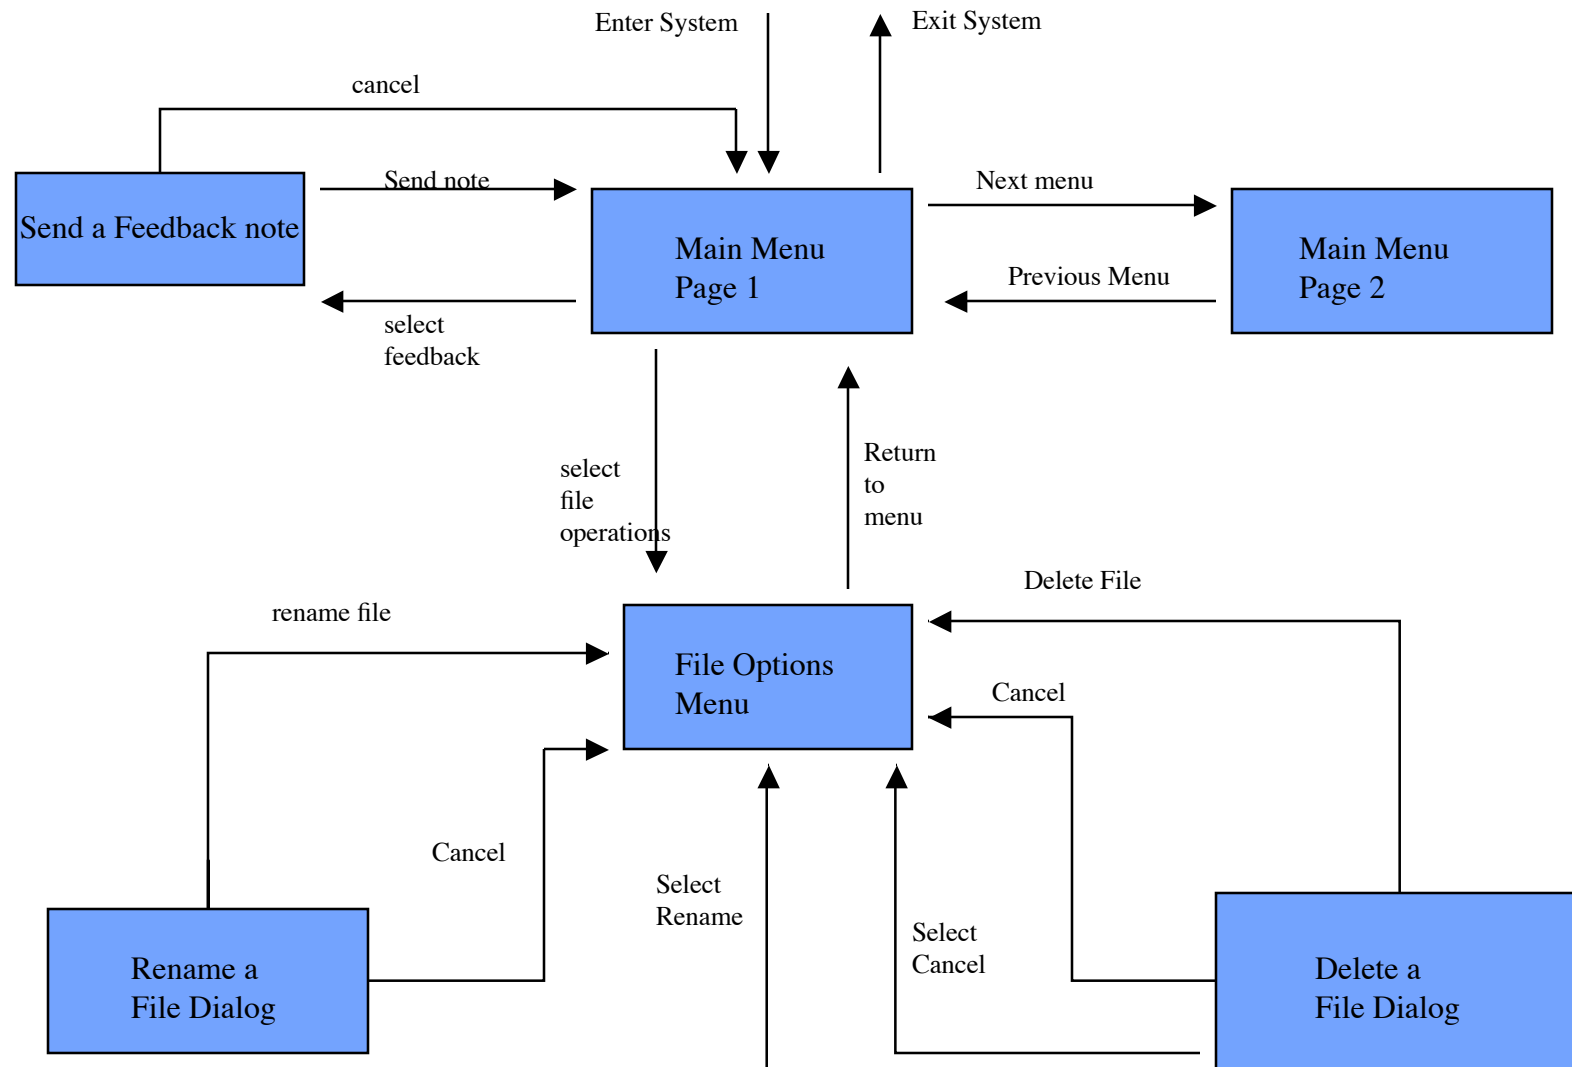 Enter System
Exit System
cancel
Send note
Next menu
Send a Feedback note
Main Menu
Page 1
Main Menu
Page 2
Previous Menu
select
feedback
select
file
operations
Return
to
menu
Delete File
rename file
File Options
Menu
Cancel
Cancel
Select
Rename
Select
Cancel
Rename a
File Dialog
Delete a
File Dialog